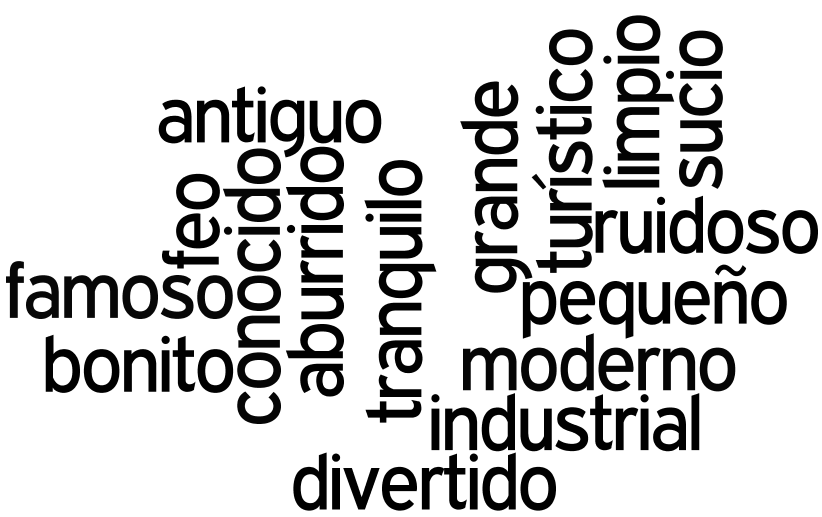 antiguo
feo
conocido
aburrido
tranquilo
grande
turístico
limpio
sucio
ruidoso
famoso
pequeño
bonito
moderno
industrial
divertido